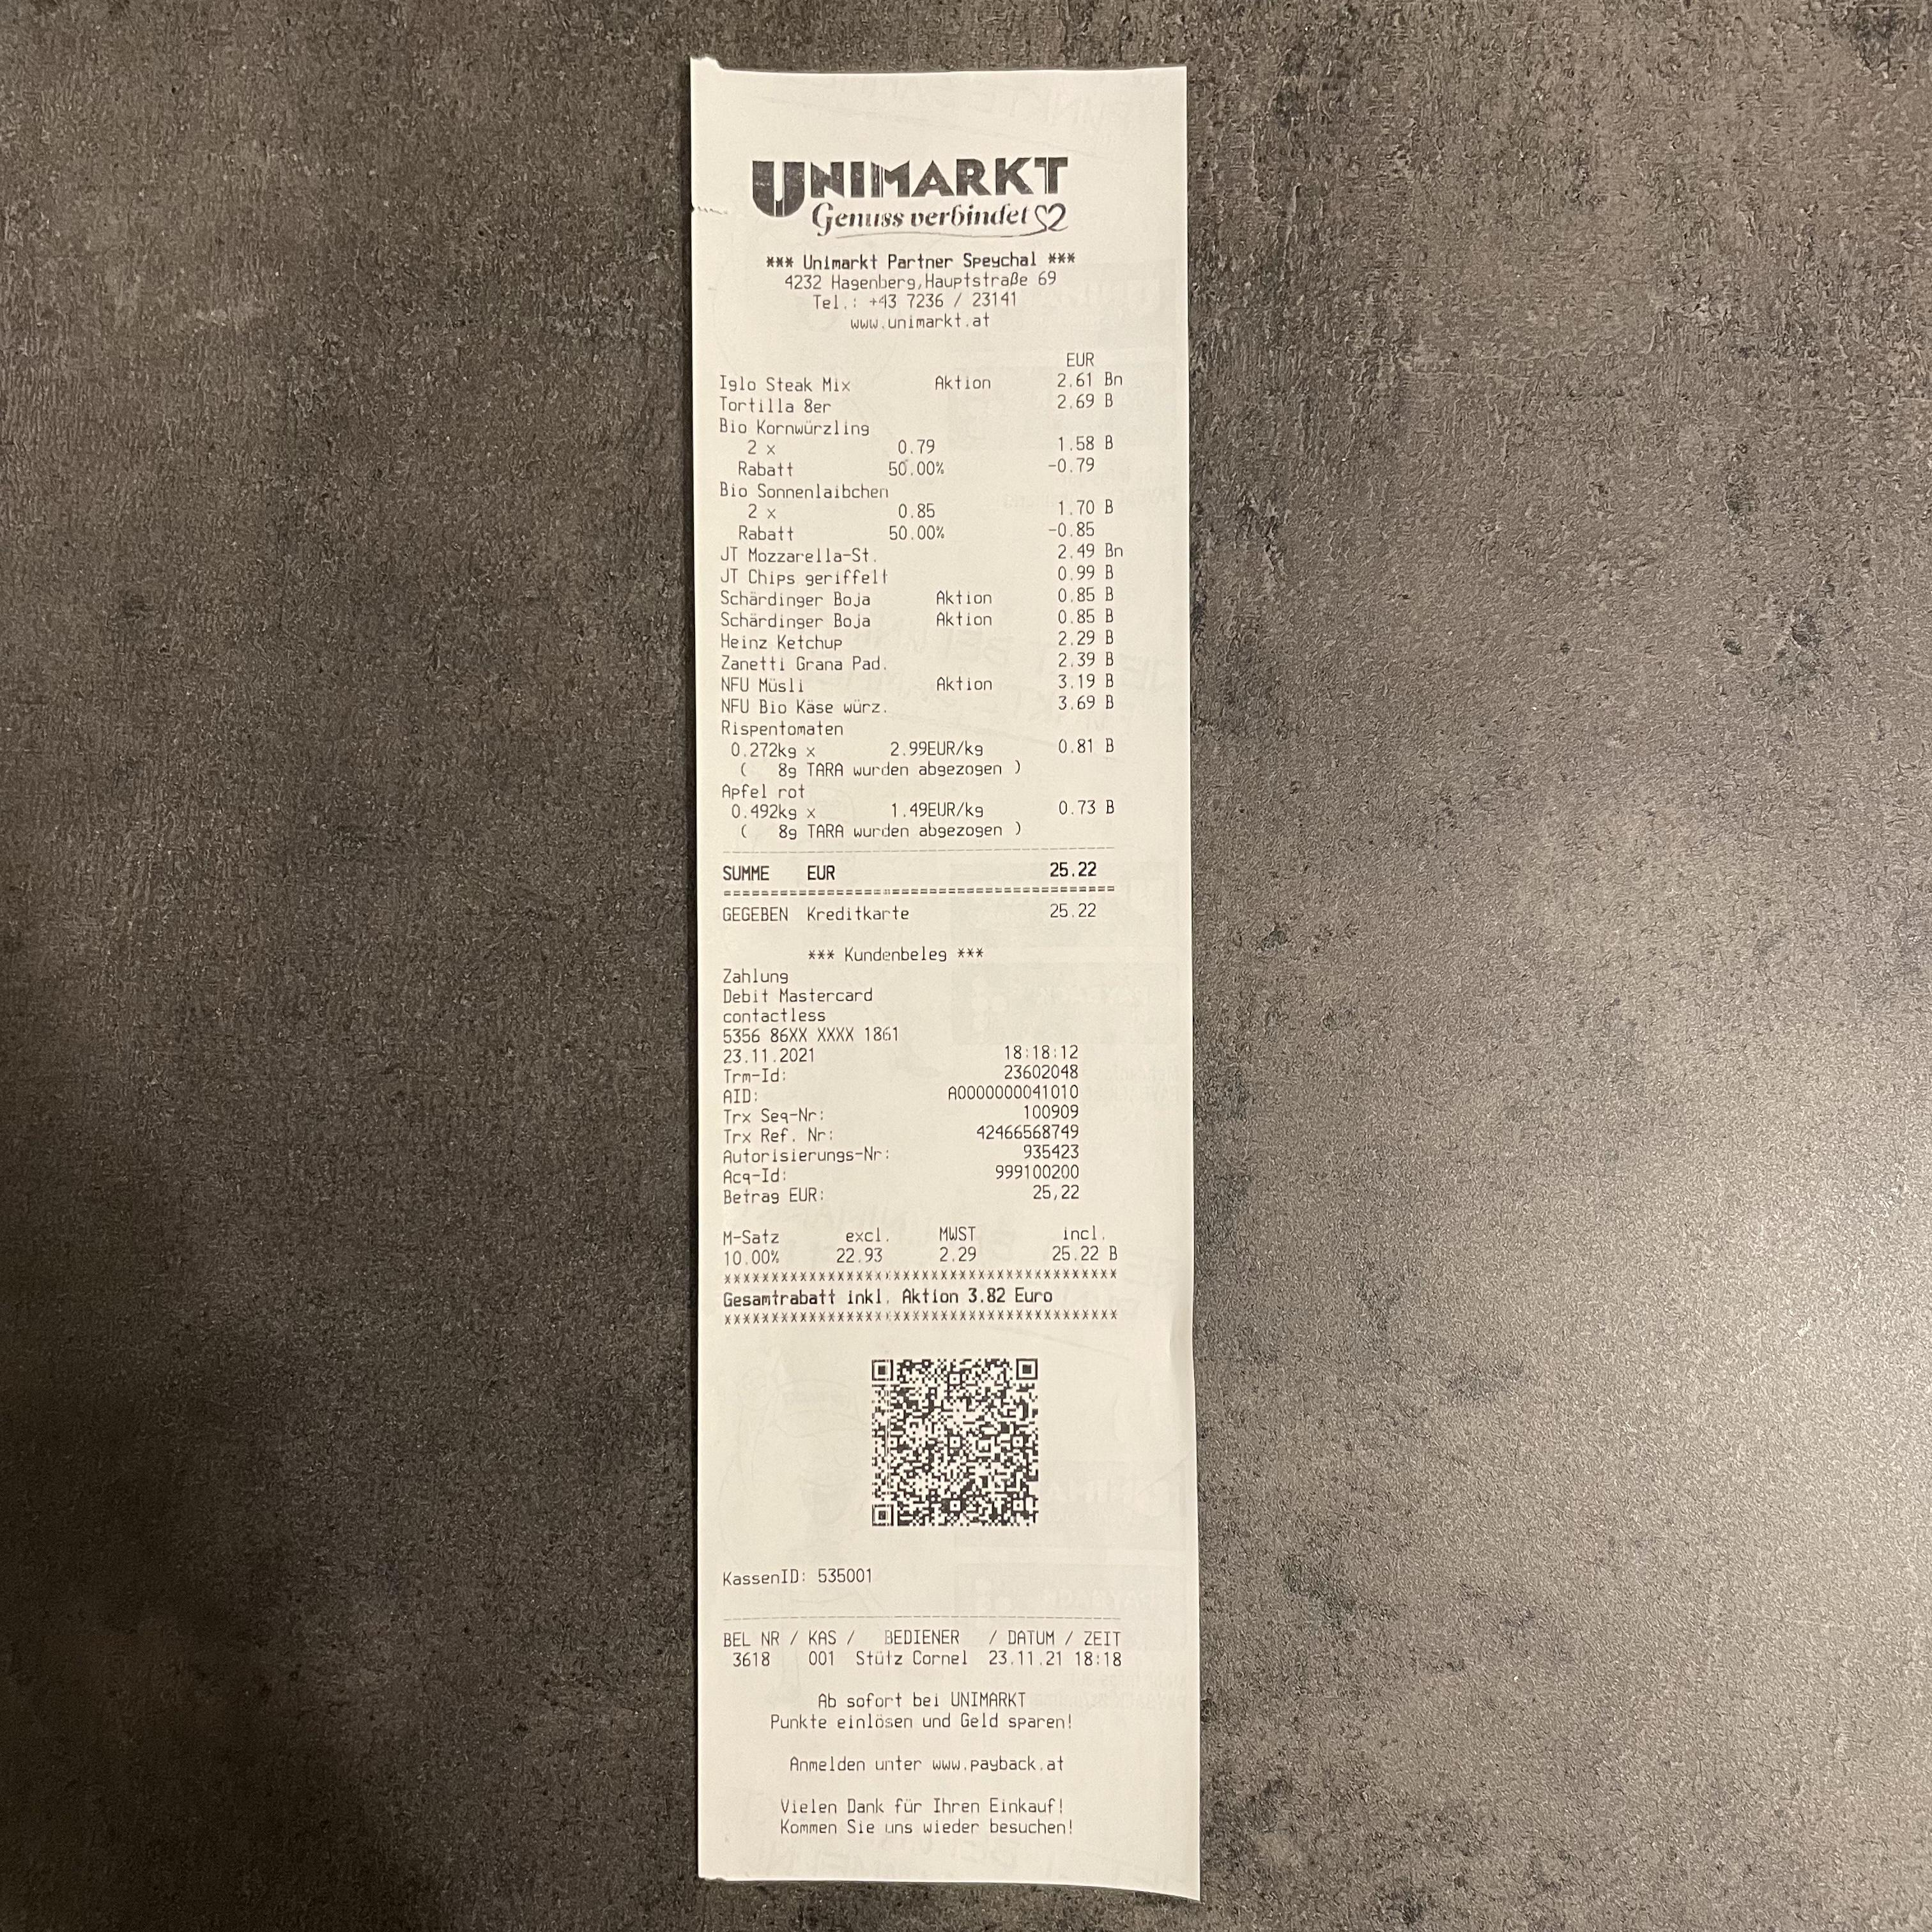 UNIMARKT
Genuss verbindet
*** Unimarkt Partner Speychal ***
4232 Hagenberg,Hauptstraße 69
Tel.: +43 7236 / 23141
www.unimarkt.at
EUR
Iglo Steak Mix Aktion 2.61 Bn
Tortilla 8er 2.69 B
Bio Kornwürzling
2 x 0.79 1.58 B
Rabatt 50.00% -0.79
Bio Sonnenlaibchen
2 x 0.85 1.70 B
Rabatt 50.00% -0.85
JT Mozzarella-St. 2.49 Bn
JT Chips geriffelt 0.99 B
Schärdinger Boja Aktion 0.85 B
Schärdinger Boja Aktion 0.85 B
Heinz Ketchup 2.29 B
Zanetti Grana Pad. 2.39 B
NFU Müsli Aktion 3.19 B
NFU Bio Käse würz. 3.69 B
Rispentomaten
0.272kg x 2.99EUR/kg 0.81 B
( 8g TARA wurden abgezogen )
Apfel rot
0.492kg x 1.49EUR/kg 0.73 B
( 8g TARA wurden abgezogen )
SUMME EUR 25.22
GEGEBEN Kreditkarte 25.22
*** Kundenbeleg ***
Zahlung
Debit Mastercard
contactless
5356 86XX XXXX 1861
23.11.2021 18:18:12
Trm-Id: 23602048
AID: A0000000041010
Trx Seq-Nr: 100909
Trx Ref. Nr: 42466568749
Autorisierungs-Nr: 935423
Acq-Id: 999100200
Betrag EUR: 25,22
M-Satz excl. MWST incl.
10.00% 22.93 2.29 25.22 B
Gesamtrabatt inkl. Aktion 3.82 Euro
KassenID: 535001
BEL NR / KAS / BEDIENER / DATUM / ZEIT
3618 001 Stütz Cornel 23.11.21 18:18
Ab sofort bei UNIMARKT
Punkte einlösen und Geld sparen!
Anmelden unter www.payback.at
Vielen Dank für Ihren Einkauf!
Kommen Sie uns wieder besuchen!